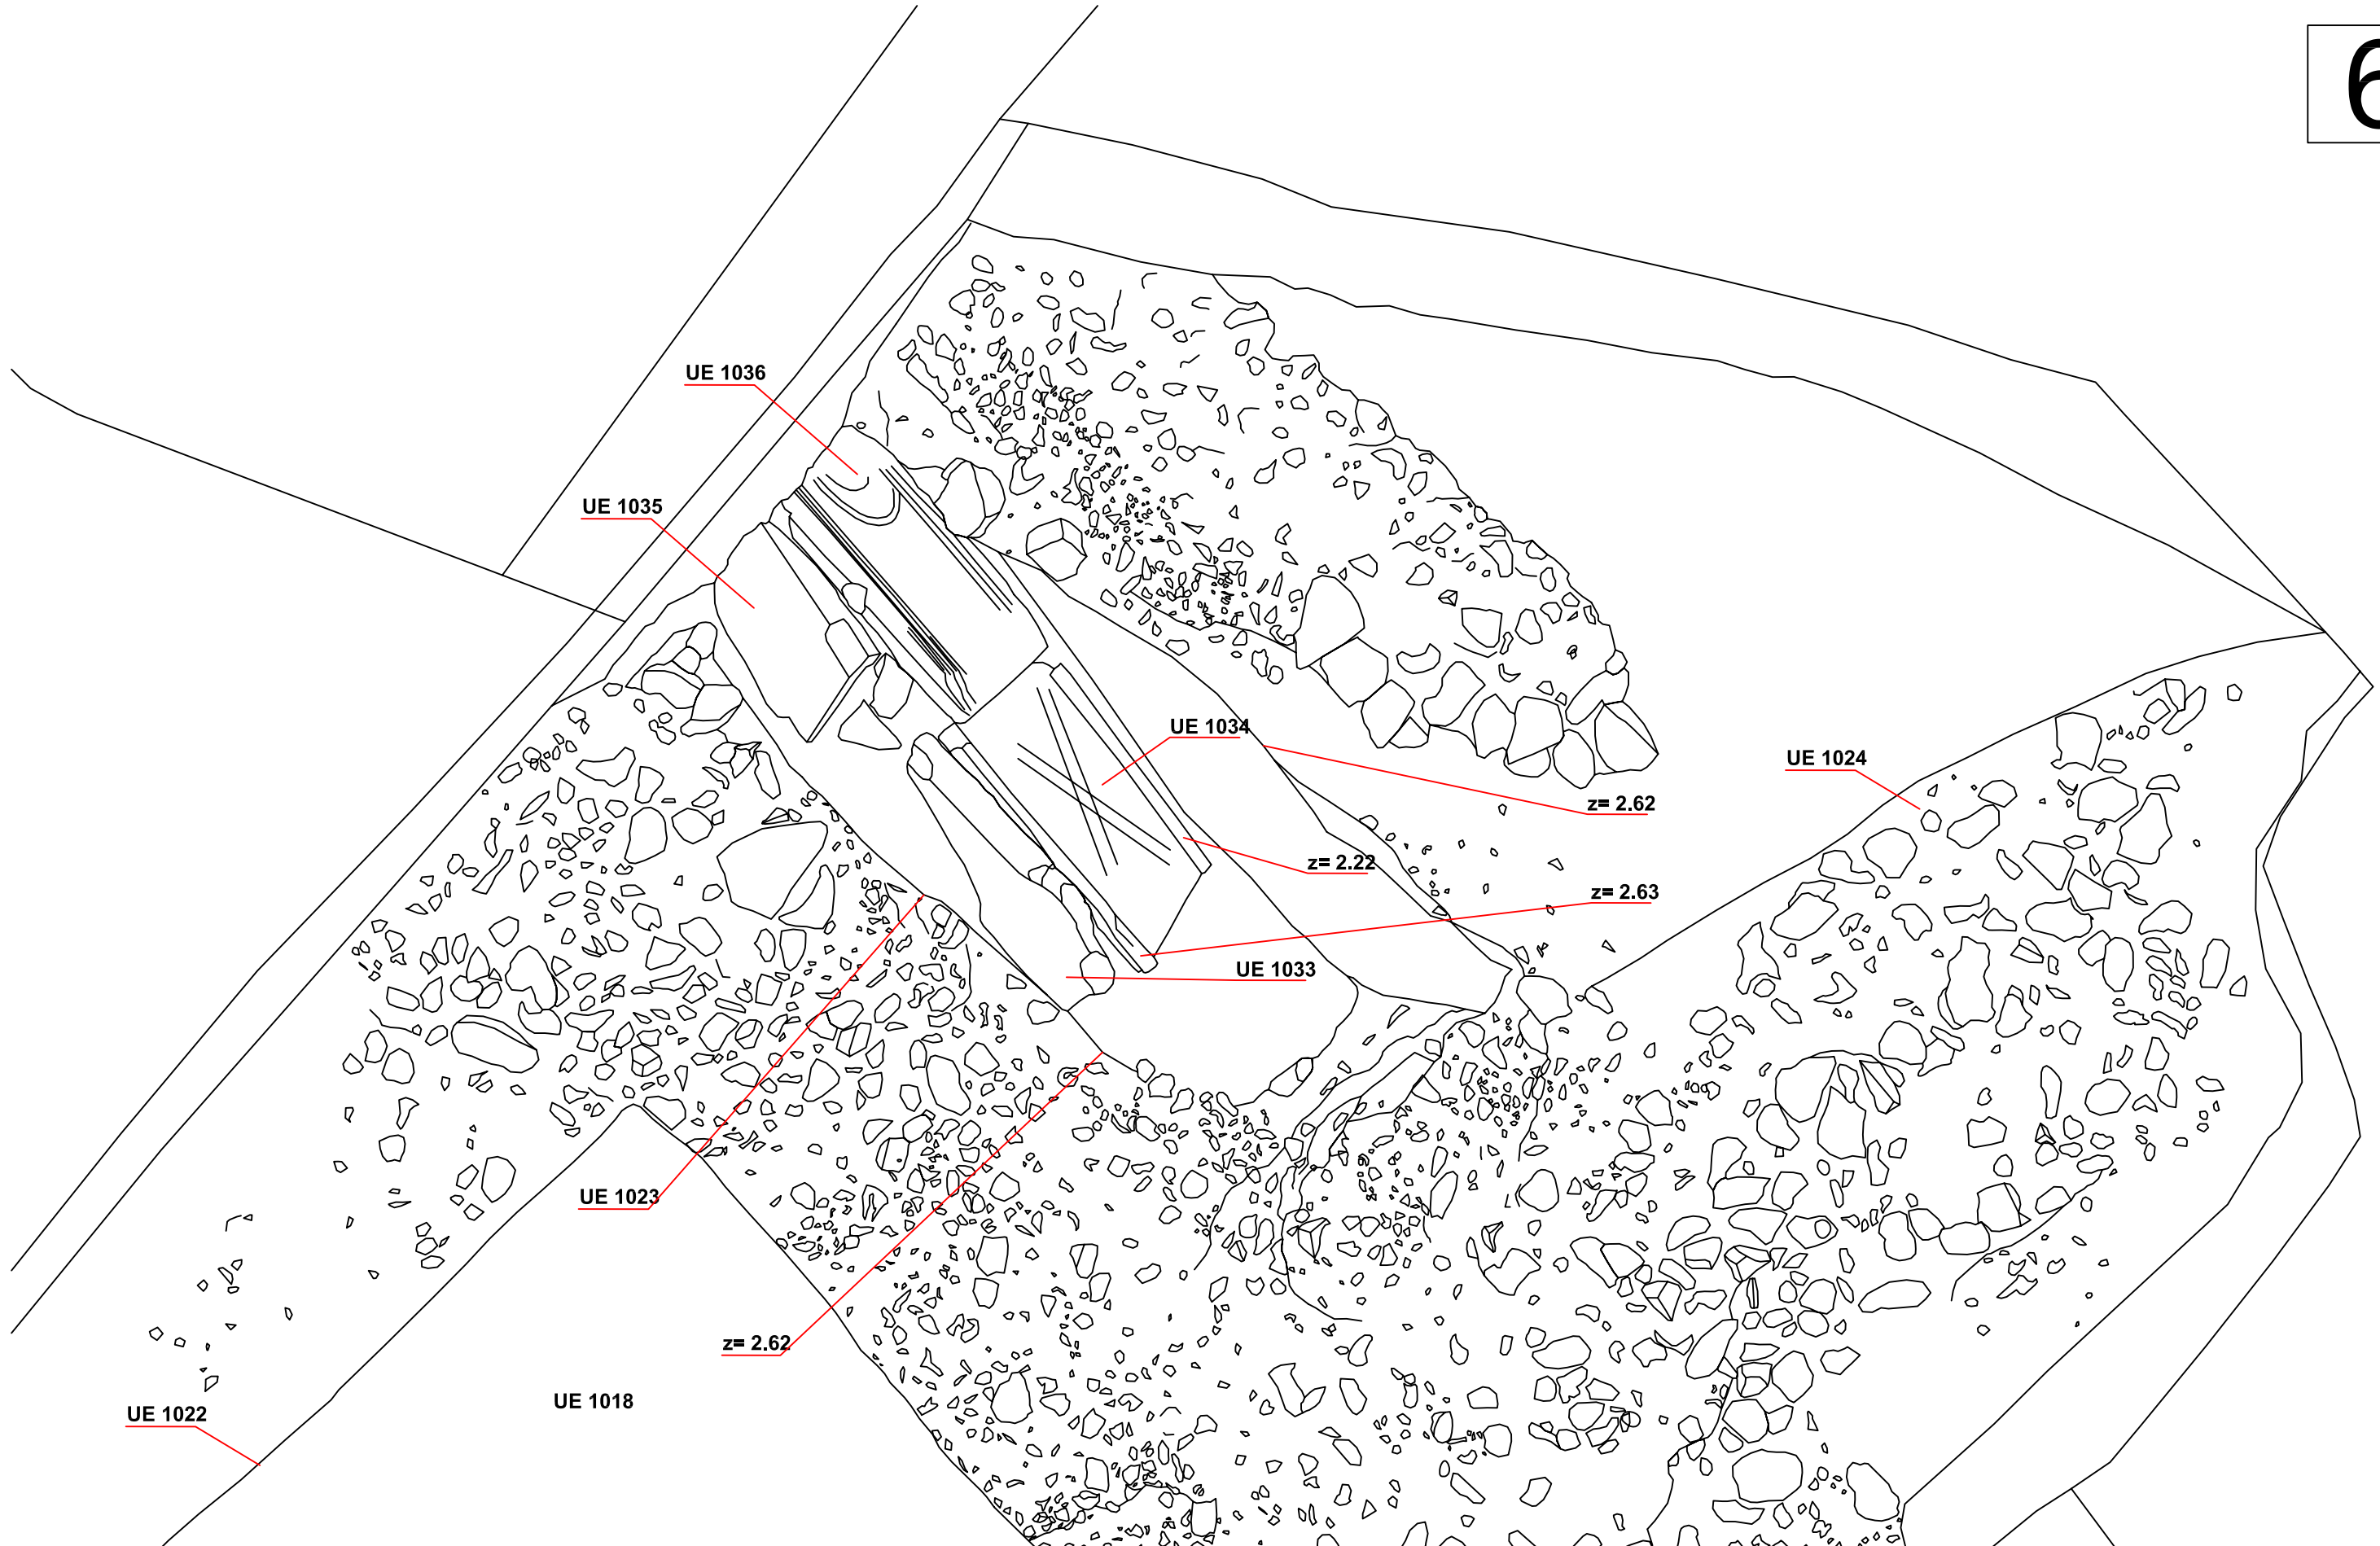 6
UE 1036
UE 1035
UE 1034
UE 1024
z= 2.62
z= 2.22
z= 2.63
UE 1033
UE 1023
z= 2.62
UE 1018
UE 1022